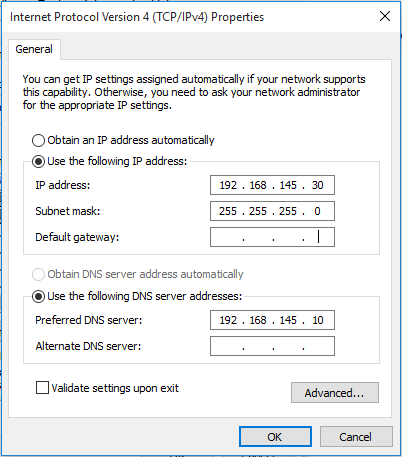 Internet Protocol Version 4 (TCP/IPv4) Properties
General
You can get IP settings assigned automatically if your network supports
this capability. Otherwise, you need to ask your network administrator
for the appropriate IP settings.
Obtain an IP address automatically
Use the following IP address:
IP address: 192 . 168 . 145 . 30
Subnet mask: 255 . 255 . 255 . 0
Default gateway: . . .
Obtain DNS server address automatically
Use the following DNS server addresses:
Preferred DNS server: 192 . 168 . 145 . 10
Alternate DNS server: . . .
Validate settings upon exit
Advanced...
OK Cancel